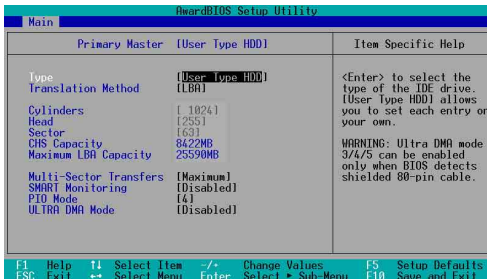 AwardBIOS Setup Utility
Main
Primary Master [User Type HDD]
Item Specific Help
Type [User Type HDD]
Translation Method [LBA]
Cylinders [ 1024]
Head [255]
Sector [63]
CHS Capacity 8422MB
Maximum LBA Capacity 25590MB
Multi-Sector Transfers [Maximum]
SMART Monitoring [Disabled]
PIO Mode [4]
ULTRA DMA Mode [Disabled]
<Enter> to select the
type of the IDE drive.
[User Type HDD] allows
you to set each entry on
your own.
WARNING: Ultra DMA mode
3/4/5 can be enabled
only when BIOS detects
shielded 80-pin cable.
F1 Help ↑↓ Select Item -/+ Change Values F5 Setup Defaults
ESC Exit ↔ Select Menu Enter Select ► Sub-Menu F10 Save and Exit